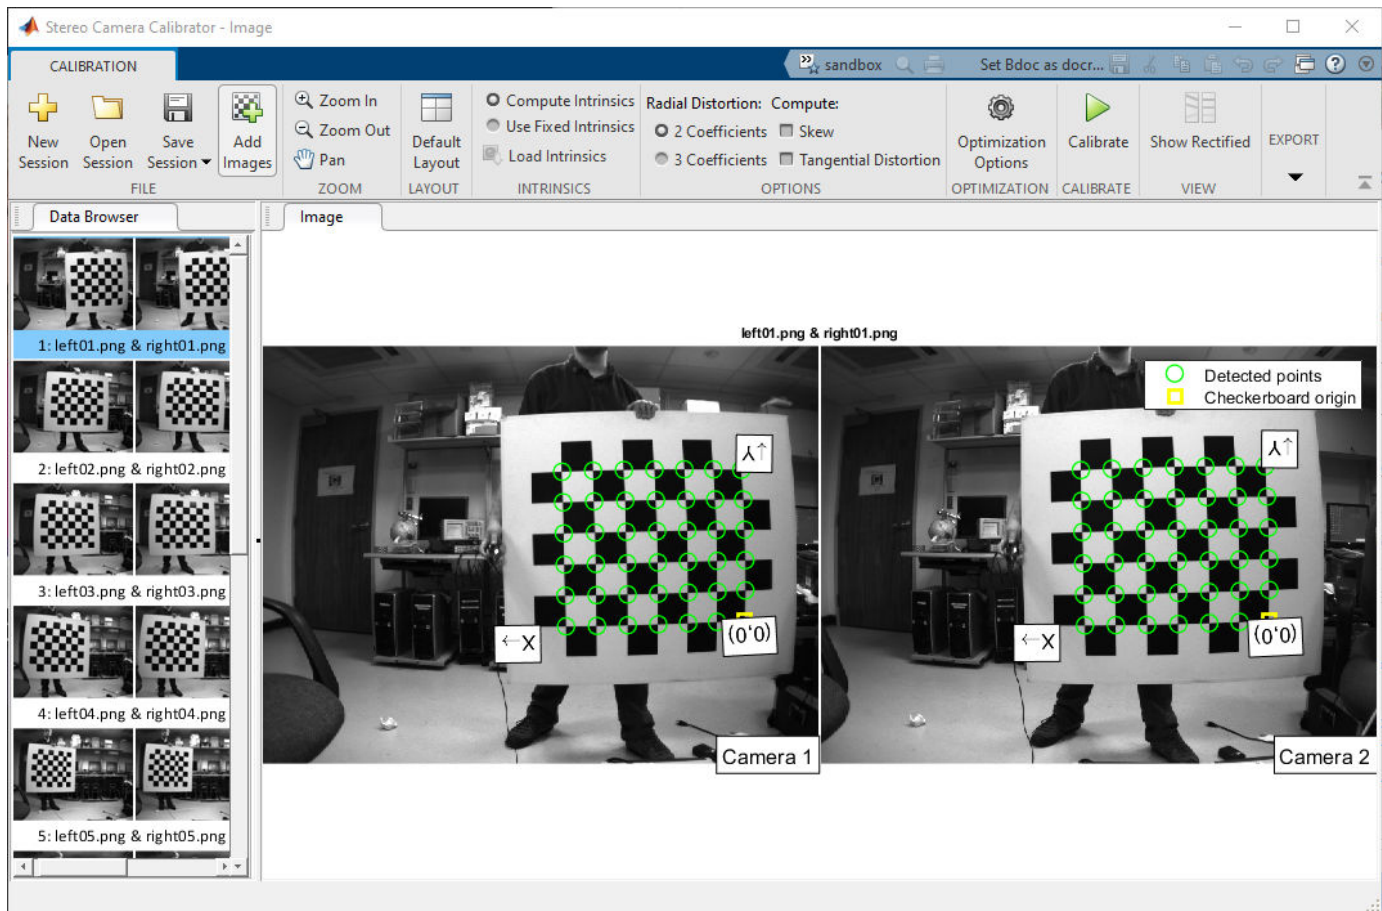 Stereo Camera Calibrator - Image
CALIBRATION
sandbox
Set Bdoc as docr...
New Session
Open Session
Save Session
Add Images
FILE
Zoom In
Zoom Out
Pan
ZOOM
Default Layout
LAYOUT
Compute Intrinsics
Use Fixed Intrinsics
Load Intrinsics
INTRINSICS
Radial Distortion: Compute:
2 Coefficients Skew
3 Coefficients Tangential Distortion
OPTIONS
Optimization Options
OPTIMIZATION
Calibrate
CALIBRATE
Show Rectified
VIEW
EXPORT
Data Browser
1: left01.png & right01.png
2: left02.png & right02.png
3: left03.png & right03.png
4: left04.png & right04.png
5: left05.png & right05.png
Image
left01.png & right01.png
Detected points
Checkerboard origin
Y→
←X
(0,0)
Camera 1
Y→
←X
(0,0)
Camera 2